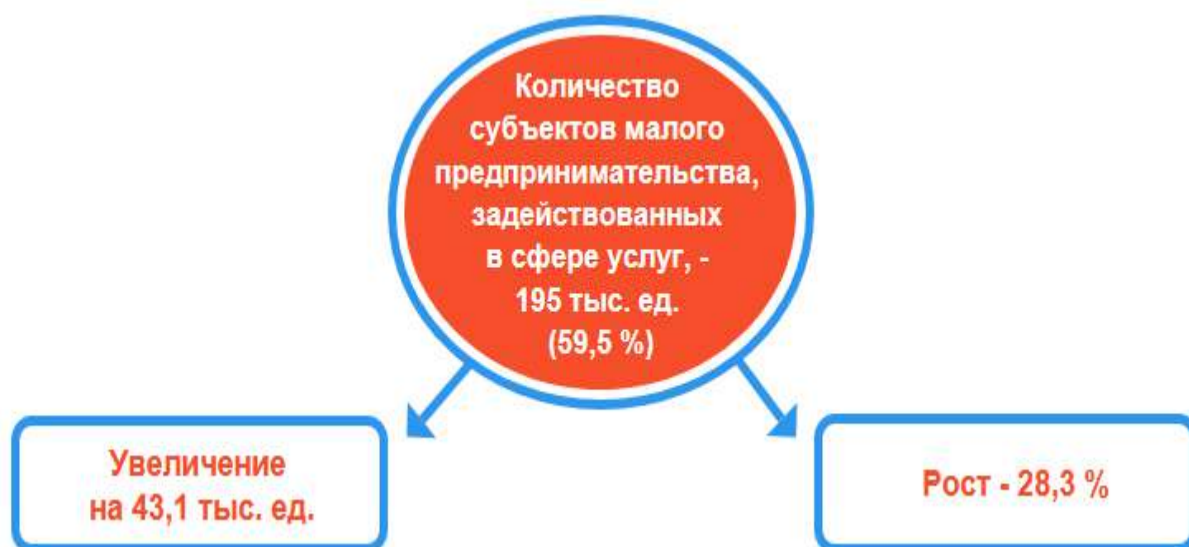 Количество
субъектов малого
предпринимательства,
задействованных
в сфере услуг, -
195 тыс. ед.
(59,5 %)
Увеличение
на 43,1 тыс. ед.
Рост - 28,3 %